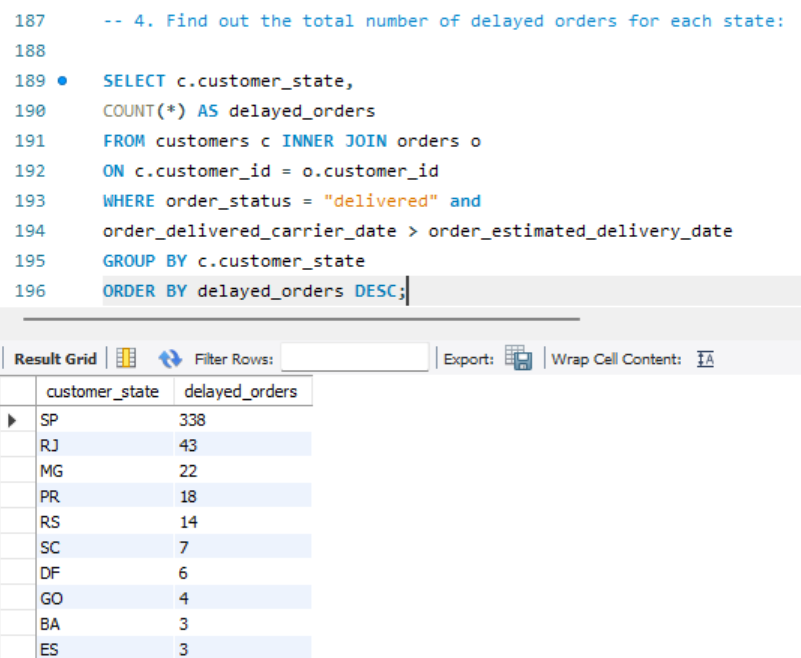 187 -- 4. Find out the total number of delayed orders for each state:
188
189 SELECT c.customer_state,
190 COUNT(*) AS delayed_orders
191 FROM customers c INNER JOIN orders o
192 ON c.customer_id = o.customer_id
193 WHERE order_status = "delivered" and
194 order_delivered_carrier_date > order_estimated_delivery_date
195 GROUP BY c.customer_state
196 ORDER BY delayed_orders DESC;
Result Grid Filter Rows: Export: Wrap Cell Content: IA
customer_state delayed_orders
SP 338
RJ 43
MG 22
PR 18
RS 14
SC 7
DF 6
GO 4
BA 3
ES 3